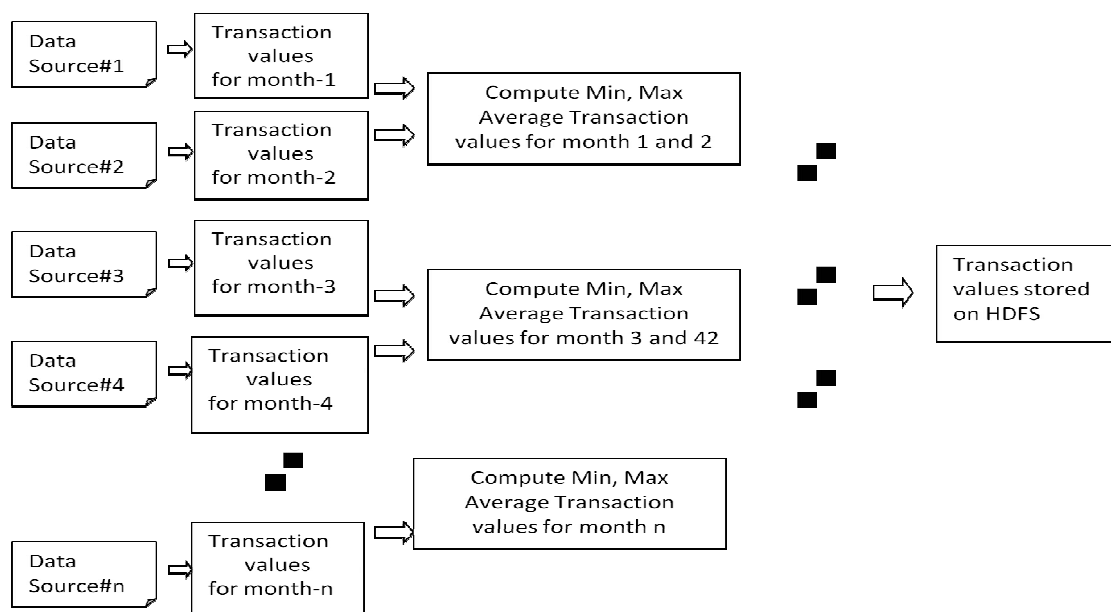 Data
Source#1
Transaction
values
for month-1
Data
Source#2
Transaction
values
for month-2
Compute Min, Max
Average Transaction
values for month 1 and 2
Data
Source#3
Transaction
values
for month-3
Data
Source#4
Transaction
values
for month-4
Compute Min, Max
Average Transaction
values for month 3 and 42
Transaction
values stored
on HDFS
Compute Min, Max
Average Transaction
values for month n
Data
Source#n
Transaction
values
for month-n